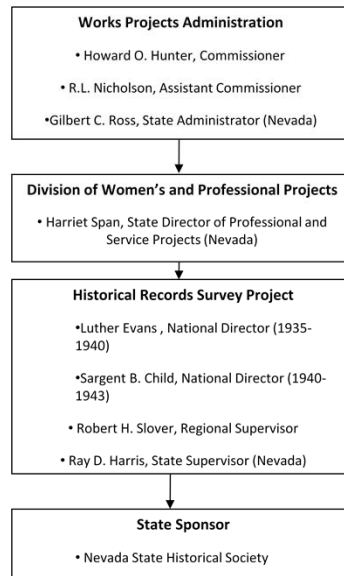 Works Projects Administration
• Howard O. Hunter, Commissioner
• R.L. Nicholson, Assistant Commissioner
•Gilbert C. Ross, State Administrator (Nevada)
Division of Women’s and Professional Projects
• Harriet Span, State Director of Professional and
Service Projects (Nevada)
Historical Records Survey Project
•Luther Evans , National Director (1935-
1940)
•Sargent B. Child, National Director (1940-
1943)
• Robert H. Slover, Regional Supervisor
• Ray D. Harris, State Supervisor (Nevada)
State Sponsor
• Nevada State Historical Society